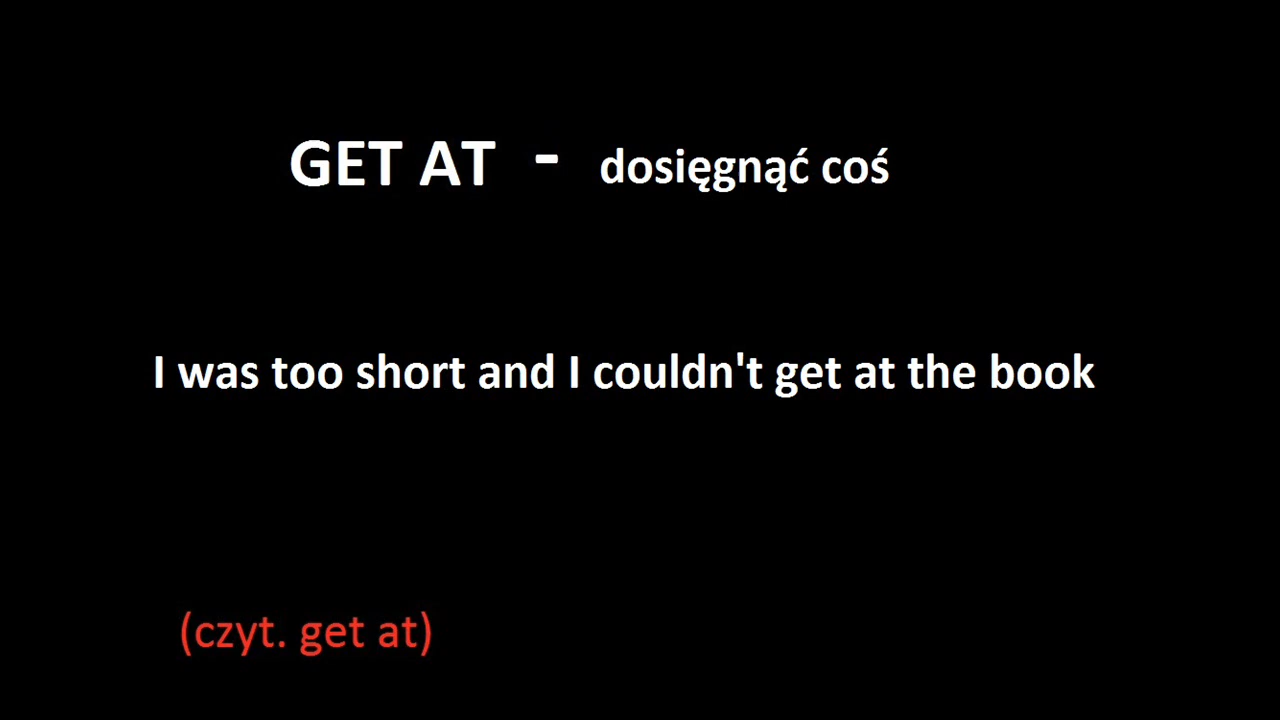 GET AT - dosięgnąć coś
I was too short and I couldn't get at the book
(czyt. get at)